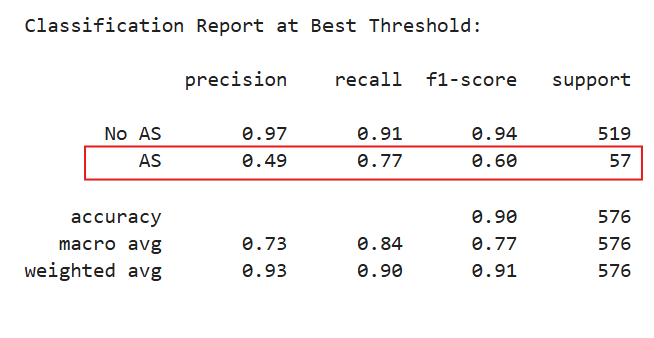 Classification Report at Best Threshold:
precision recall f1-score support
No AS 0.97 0.91 0.94 519
AS 0.49 0.77 0.60 57
accuracy 0.90 576
macro avg 0.73 0.84 0.77 576
weighted avg 0.93 0.90 0.91 576